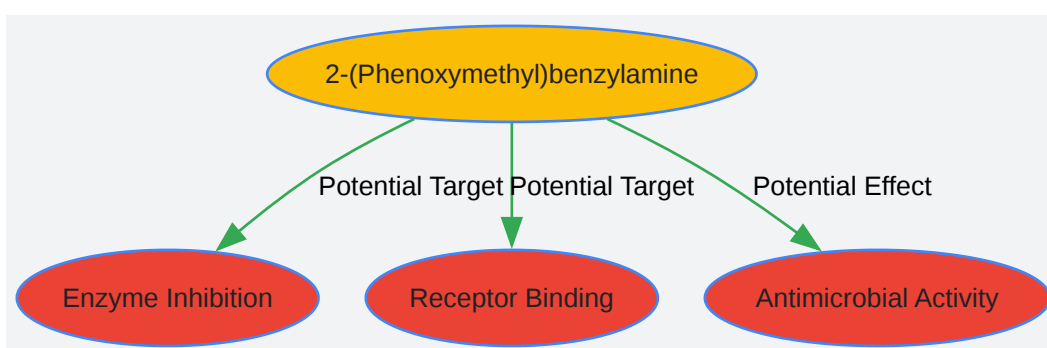 2-(Phenoxymethyl)benzylamine
Potential Target
Potential Target
Potential Effect
Enzyme Inhibition
Receptor Binding
Antimicrobial Activity